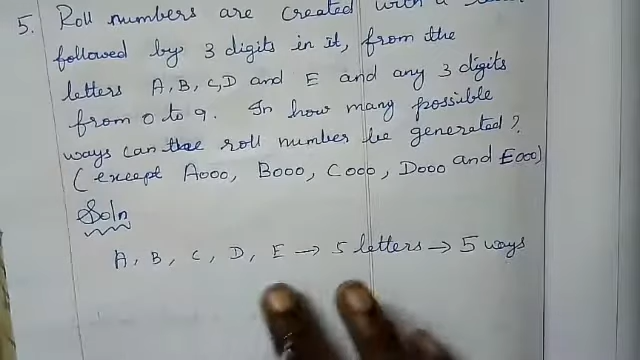 5. Roll numbers are created with a
followed by 3 digits in it, from the
letters A, B, C, D and E and any 3 digits
from 0 to 9. In how many possible
ways can the roll number be generated?
(except A000, B000, C000, D000 and E000)
Soln
A, B, C, D, E → 5 letters → 5 ways